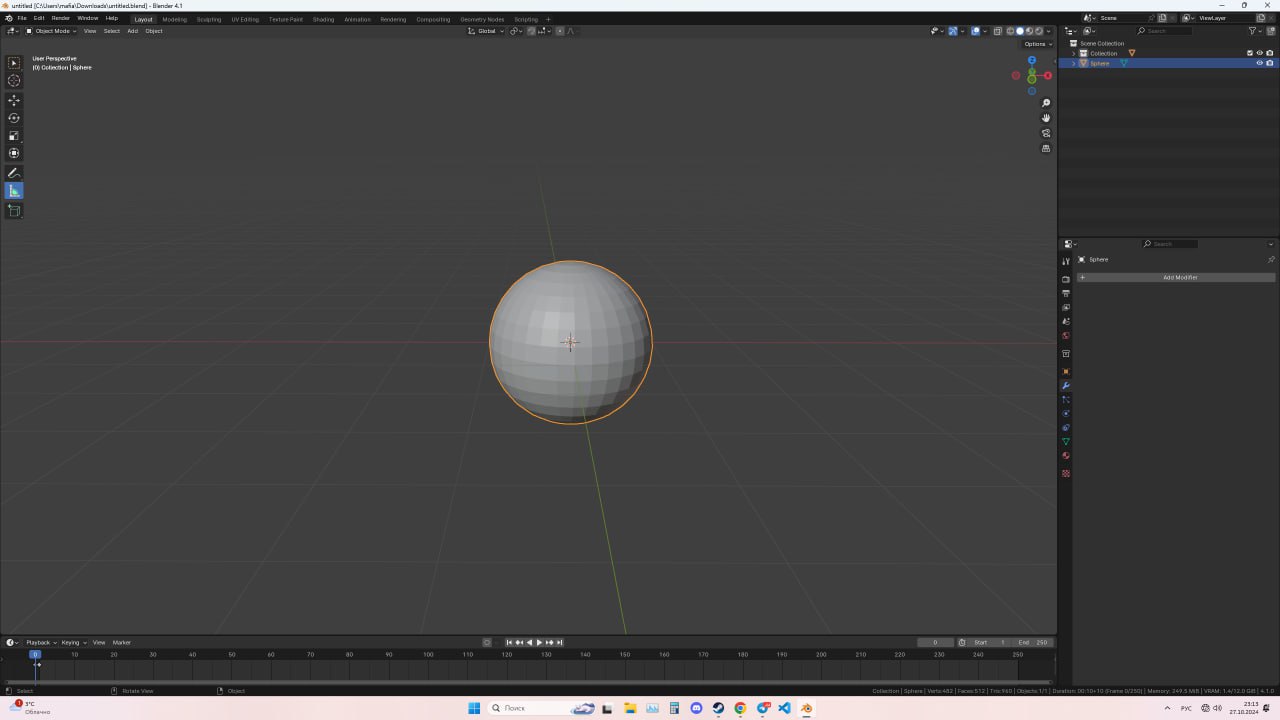 untitled [C:\Users\mafia\Downloads\untitled.blend] - Blender 4.1
File Edit Render Window Help Layout Modeling Sculpting UV Editing Texture Paint Shading Animation Rendering Compositing Geometry Nodes Scripting + Scene ViewLayer
Object Mode View Select Add Object Global Search
Options
User Perspective
(0) Collection | Sphere
Z
X
Scene Collection
Collection
Sphere
Search
Sphere
+ Add Modifier
Playback Keying View Marker 0 Start 1 End 250
0 10 20 30 40 50 60 70 80 90 100 110 120 130 140 150 160 170 180 190 200 210 220 230 240 250
Select Rotate View Object Collection | Sphere | Verts:482 | Faces:512 | Tris:960 | Objects:1/1 | Duration: 00:10+10 (Frame 0/250) | Memory: 249.5 MiB | VRAM: 1.4/12.0 GiB | 4.1.0
1
3°C
Облачно
Поиск
РУС
23:13
27.10.2024